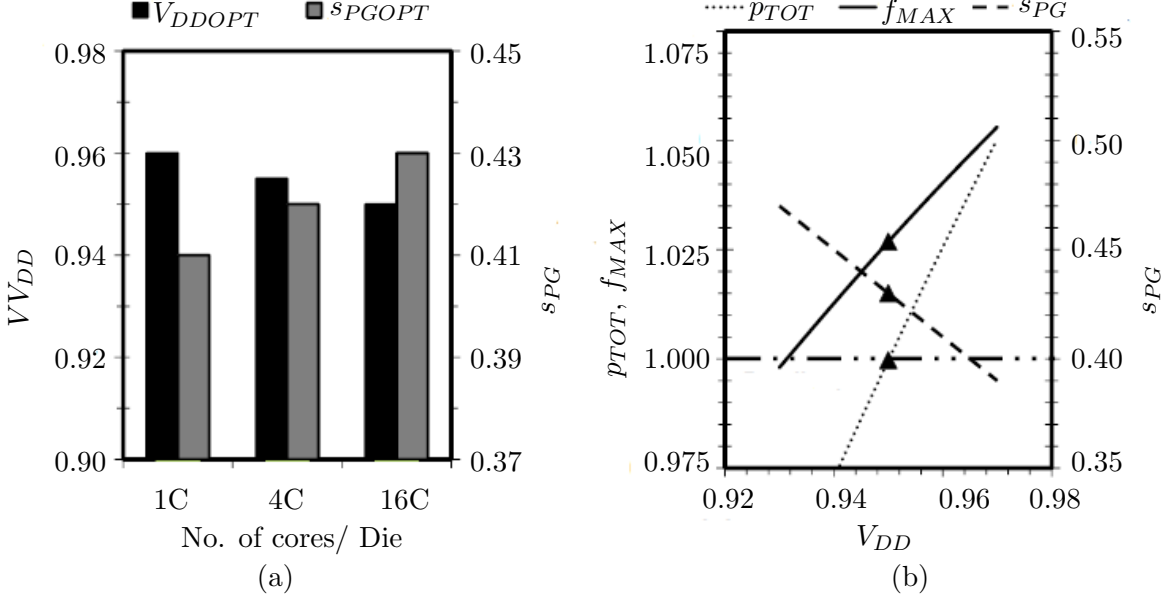 V_DDOPT s_PGOPT
0.98
0.96
0.94
0.92
0.90
VV_DD
0.45
0.43
0.41
0.39
0.37
s_PG
1C 4C 16C
No. of cores/ Die
(a)
p_TOT f_MAX s_PG
1.075
1.050
1.025
1.000
0.975
p_TOT, f_MAX
0.55
0.50
0.45
0.40
0.35
s_PG
0.92 0.94 0.96 0.98
V_DD
(b)